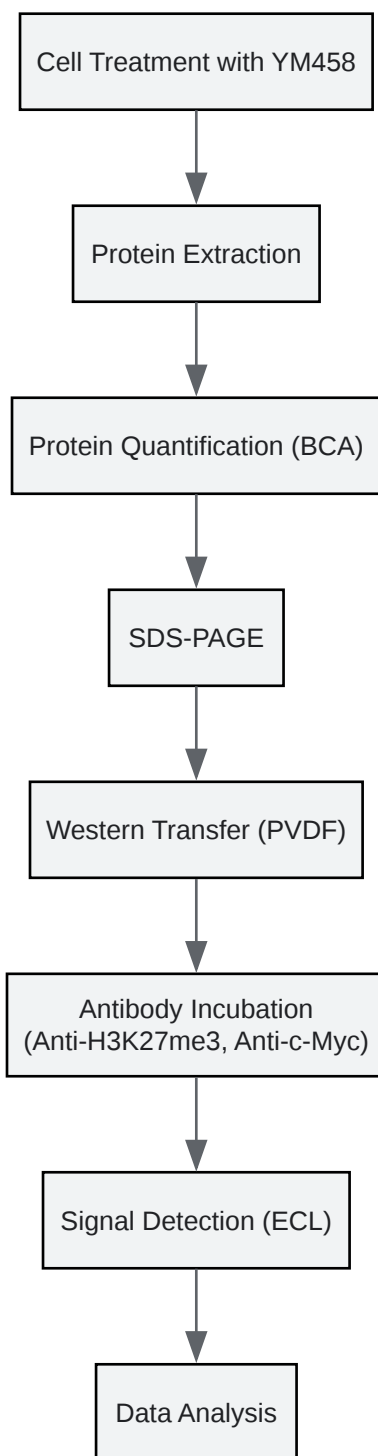 Cell Treatment with YM458
Protein Extraction
Protein Quantification (BCA)
SDS-PAGE
Western Transfer (PVDF)
Antibody Incubation
(Anti-H3K27me3, Anti-c-Myc)
Signal Detection (ECL)
Data Analysis